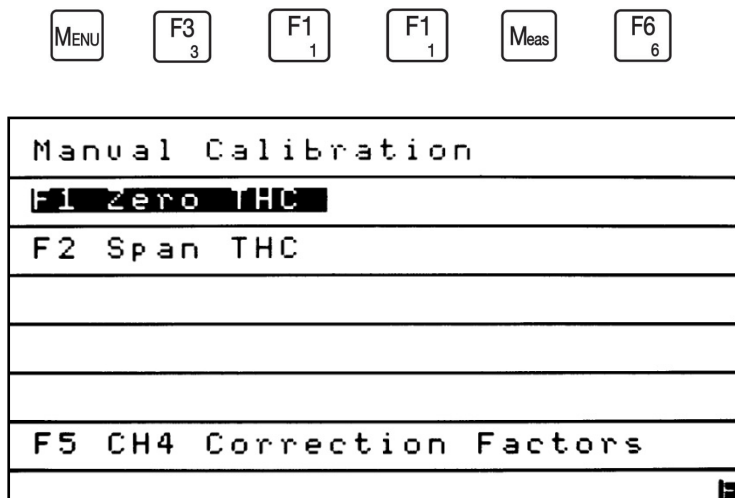 MENU F3 3 F1 1 F1 1 Meas F6 6
Manual Calibration
F1 Zero THC
F2 Span THC
F5 CH4 Correction Factors